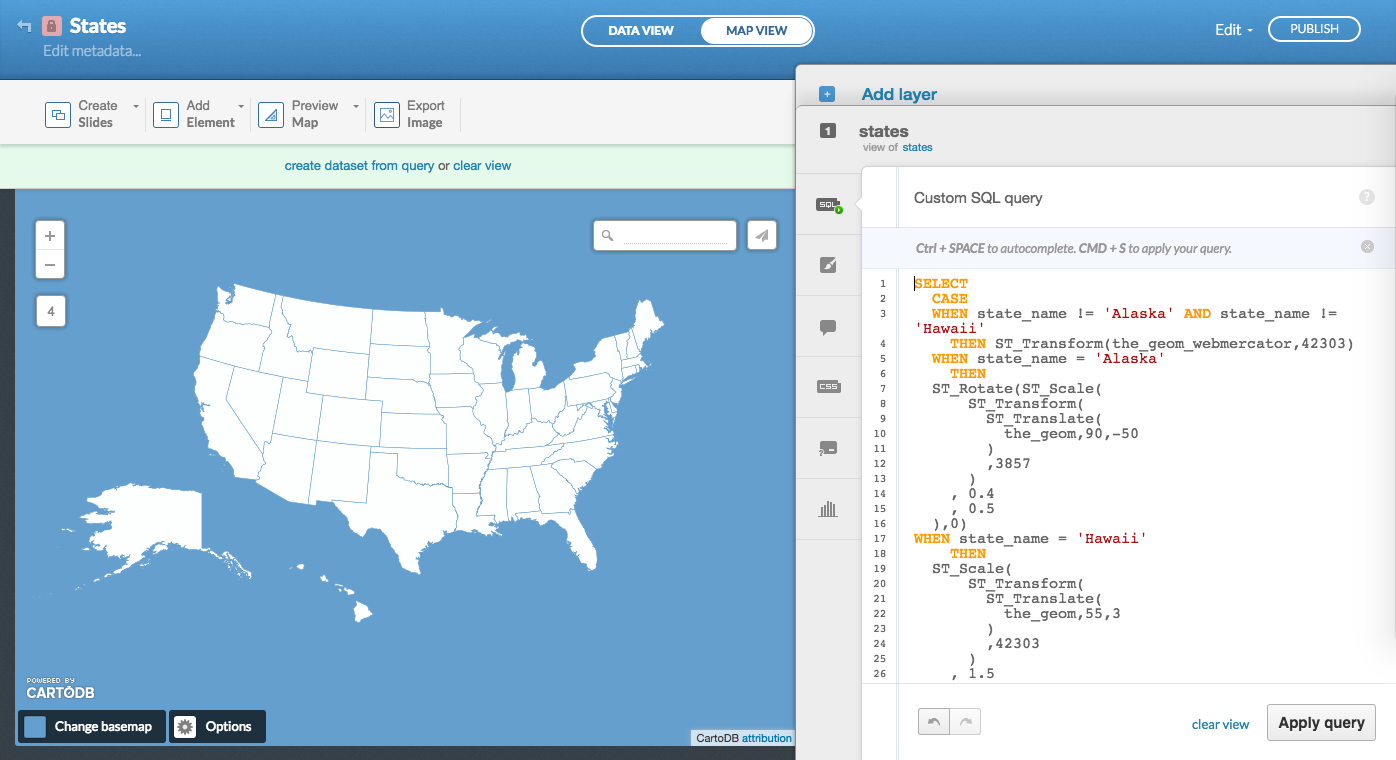 States
Edit metadata...
DATA VIEW
MAP VIEW
Edit
PUBLISH
Create
Slides
Add
Element
Preview
Map
Export
Image
create dataset from query or clear view
+
−
4
POWERED BY
CARTODB
Change basemap
Options
CartoDB attribution
+
Add layer
1
states
view of states
SQL
CSS
Custom SQL query
?
Ctrl + SPACE to autocomplete. CMD + S to apply your query.
1 SELECT
2 CASE
3 WHEN state_name != 'Alaska' AND state_name !=
'Hawaii'
4 THEN ST_Transform(the_geom_webmercator,42303)
5 WHEN state_name = 'Alaska'
6 THEN
7 ST_Rotate(ST_Scale(
8 ST_Transform(
9 ST_Translate(
10 the_geom,90,-50
11 )
12 ,3857
13 )
14 , 0.4
15 , 0.5
16 ),0)
17 WHEN state_name = 'Hawaii'
18 THEN
19 ST_Scale(
20 ST_Transform(
21 ST_Translate(
22 the_geom,55,3
23 )
24 ,42303
25 )
26 , 1.5
clear view
Apply query